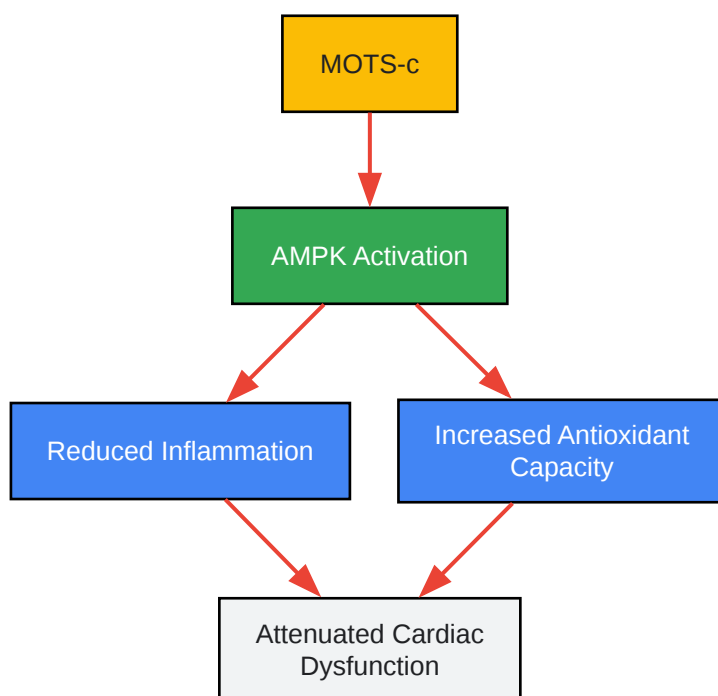 MOTS-c
AMPK Activation
Reduced Inflammation
Increased Antioxidant
Capacity
Attenuated Cardiac
Dysfunction